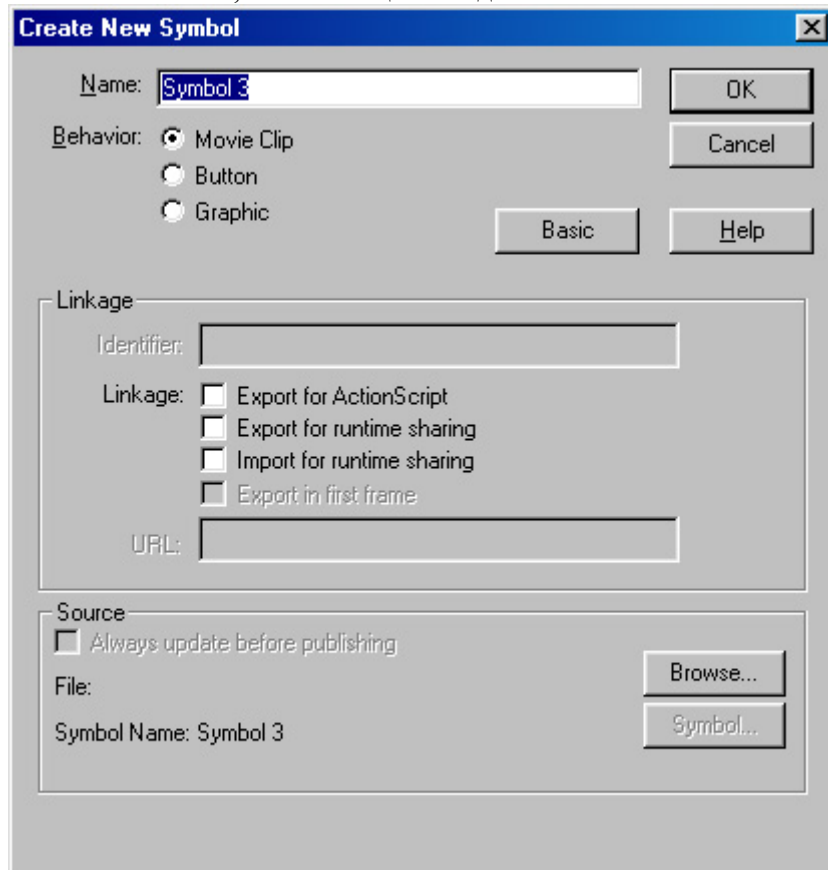 Create New Symbol
Name: Symbol 3
OK
Behavior: Movie Clip
Cancel
Button
Graphic
Basic
Help
Linkage
Identifier:
Linkage: Export for ActionScript
Export for runtime sharing
Import for runtime sharing
Export in first frame
URL:
Source
Always update before publishing
File:
Browse...
Symbol Name: Symbol 3
Symbol...